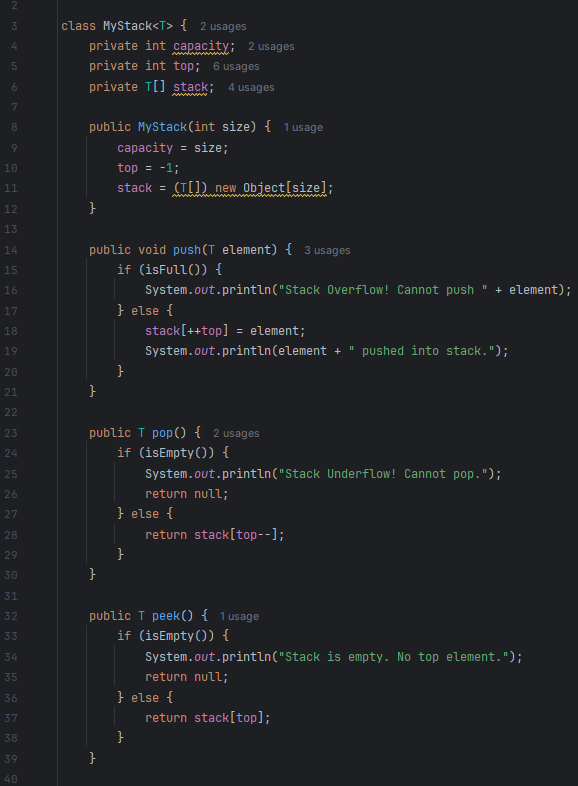 2
3 class MyStack<T> { 2 usages
4 private int capacity; 2 usages
5 private int top; 6 usages
6 private T[] stack; 4 usages
7
8 public MyStack(int size) { 1 usage
9 capacity = size;
10 top = -1;
11 stack = (T[]) new Object[size];
12 }
13
14 public void push(T element) { 3 usages
15 if (isFull()) {
16 System.out.println("Stack Overflow! Cannot push " + element);
17 } else {
18 stack[++top] = element;
19 System.out.println(element + " pushed into stack.");
20 }
21 }
22
23 public T pop() { 2 usages
24 if (isEmpty()) {
25 System.out.println("Stack Underflow! Cannot pop.");
26 return null;
27 } else {
28 return stack[top--];
29 }
30 }
31
32 public T peek() { 1 usage
33 if (isEmpty()) {
34 System.out.println("Stack is empty. No top element.");
35 return null;
36 } else {
37 return stack[top];
38 }
39 }
40